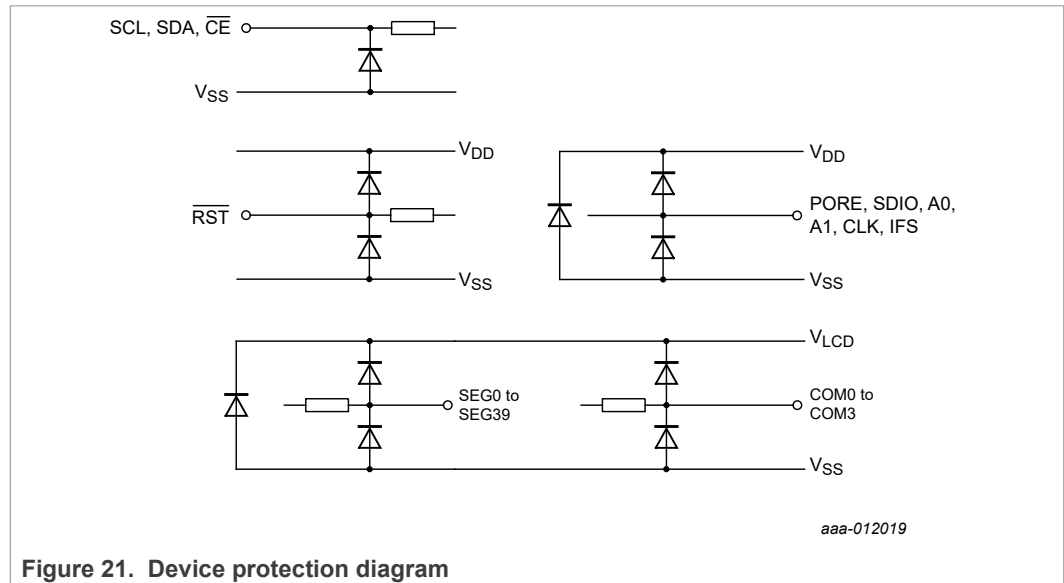 SCL, SDA, CE
VSS
VDD
RST
VSS
VDD
PORE, SDIO, A0,
A1, CLK, IFS
VSS
VLCD
SEG0 to
SEG39
COM0 to
COM3
VSS
aaa-012019
Figure 21. Device protection diagram